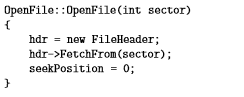 OpenFile::OpenFile(int sector)
{
    hdr = new FileHeader;
    hdr->FetchFrom(sector);
    seekPosition = 0;
}